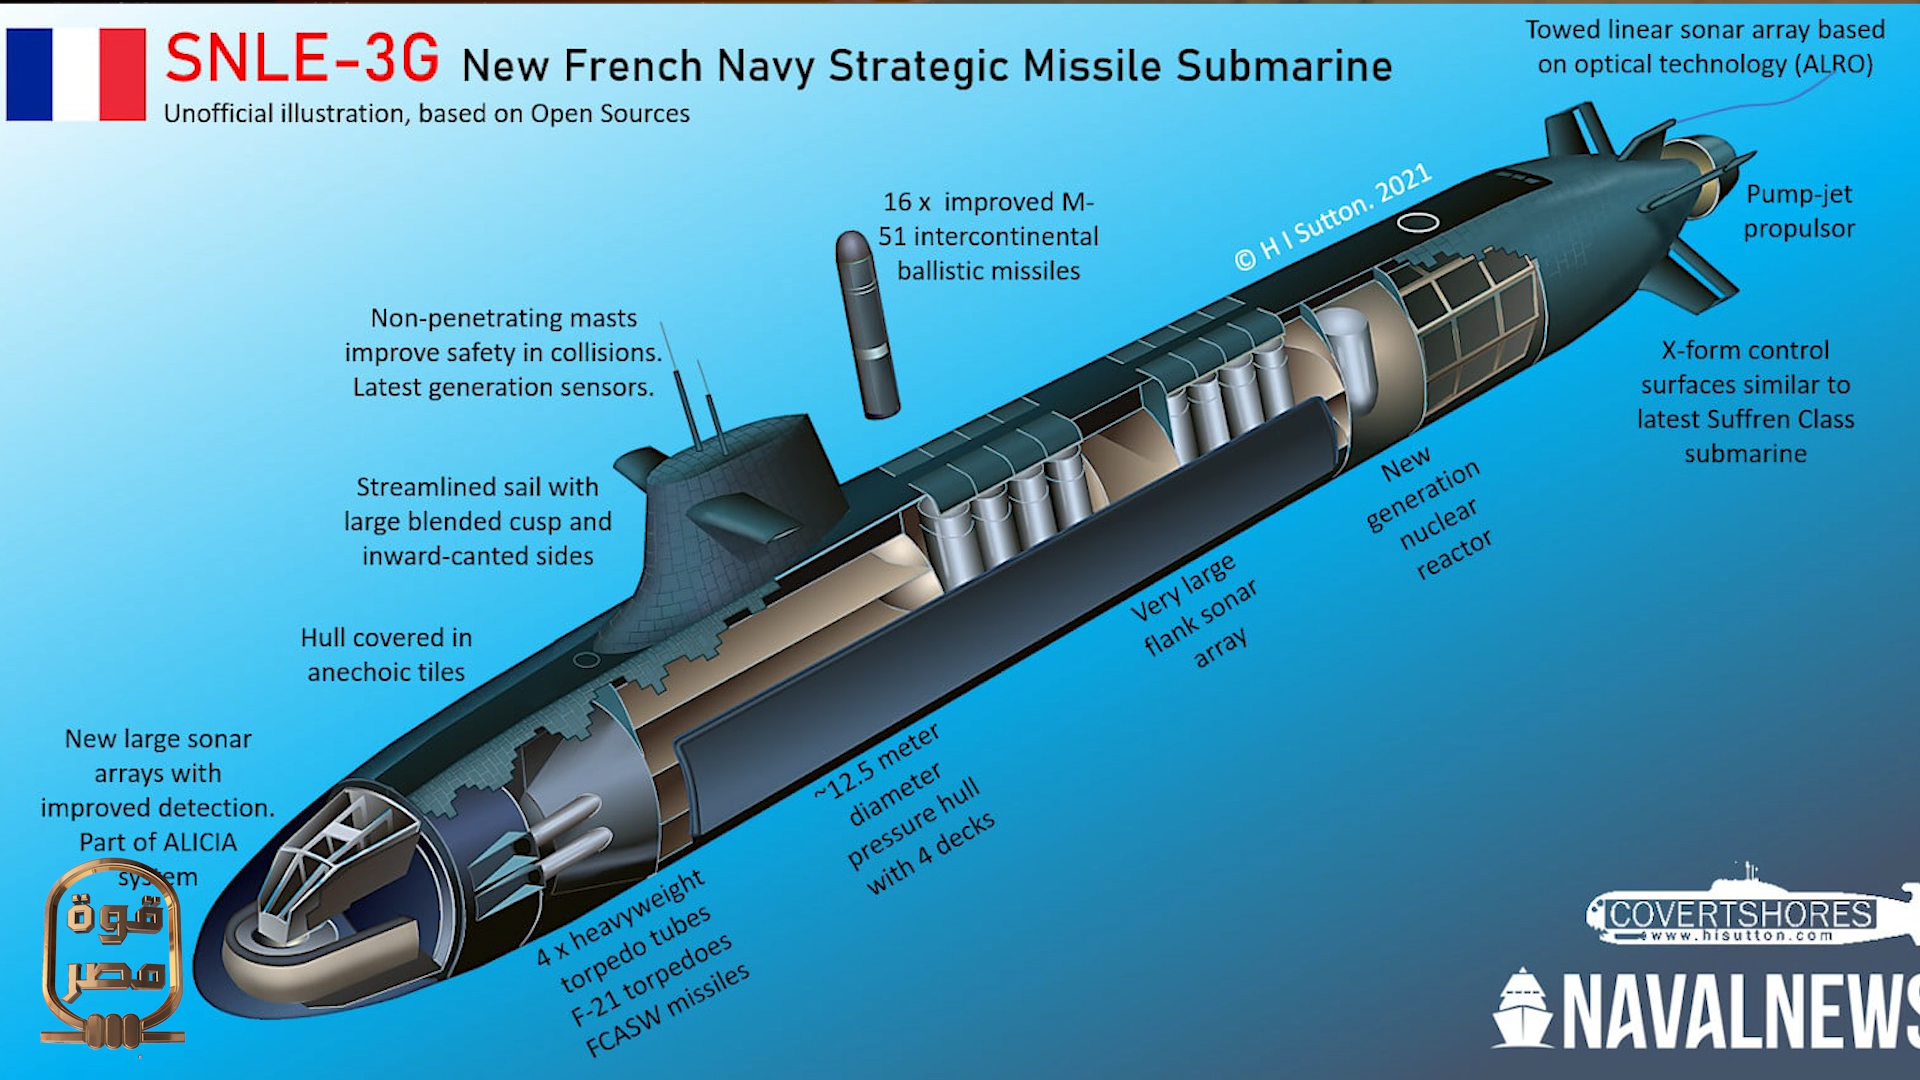 SNLE-3G New French Navy Strategic Missile Submarine
Unofficial illustration, based on Open Sources
Towed linear sonar array based
on optical technology (ALRO)
16 x improved M-
51 intercontinental
ballistic missiles
© H I Sutton. 2021
Pump-jet
propulsor
Non-penetrating masts
improve safety in collisions.
Latest generation sensors.
X-form control
surfaces similar to
latest Suffren Class
submarine
Streamlined sail with
large blended cusp and
inward-canted sides
New
generation
nuclear
reactor
Very large
flank sonar
array
Hull covered in
anechoic tiles
New large sonar
arrays with
improved detection.
Part of ALICIA
system
~12.5 meter
diameter
pressure hull
with 4 decks
4 x heavyweight
torpedo tubes
F-21 torpedoes
FCASW missiles
قوة
مصر
COVERTSHORES
www.hisutton.com
NAVALNEWS